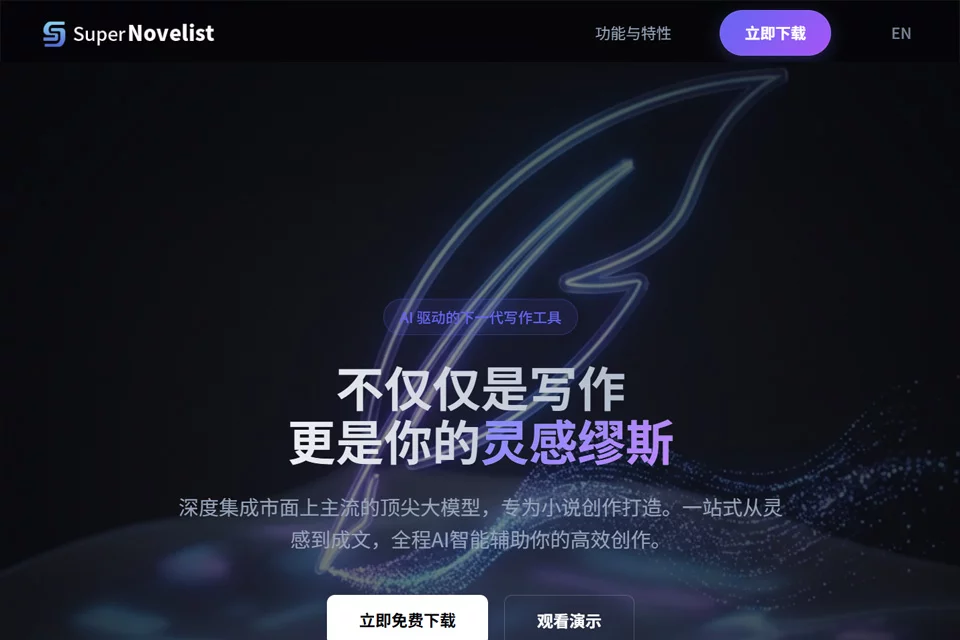 SuperNovelist
功能与特性
立即下载
EN
AI 驱动的下一代写作工具
不仅仅是写作
更是你的灵感缪斯
深度集成市面上主流的顶尖大模型，专为小说创作打造。一站式从灵
感到成文，全程AI智能辅助你的高效创作。
立即免费下载
观看演示